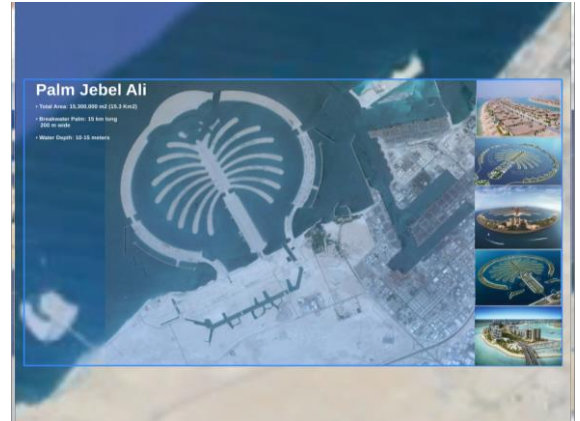 Palm Jebel Ali
• Total Area: 15,300,000 m2 (15.3 Km2)
• Breakwater Palm: 15 km long
200 m wide
• Water Depth: 10-15 meters